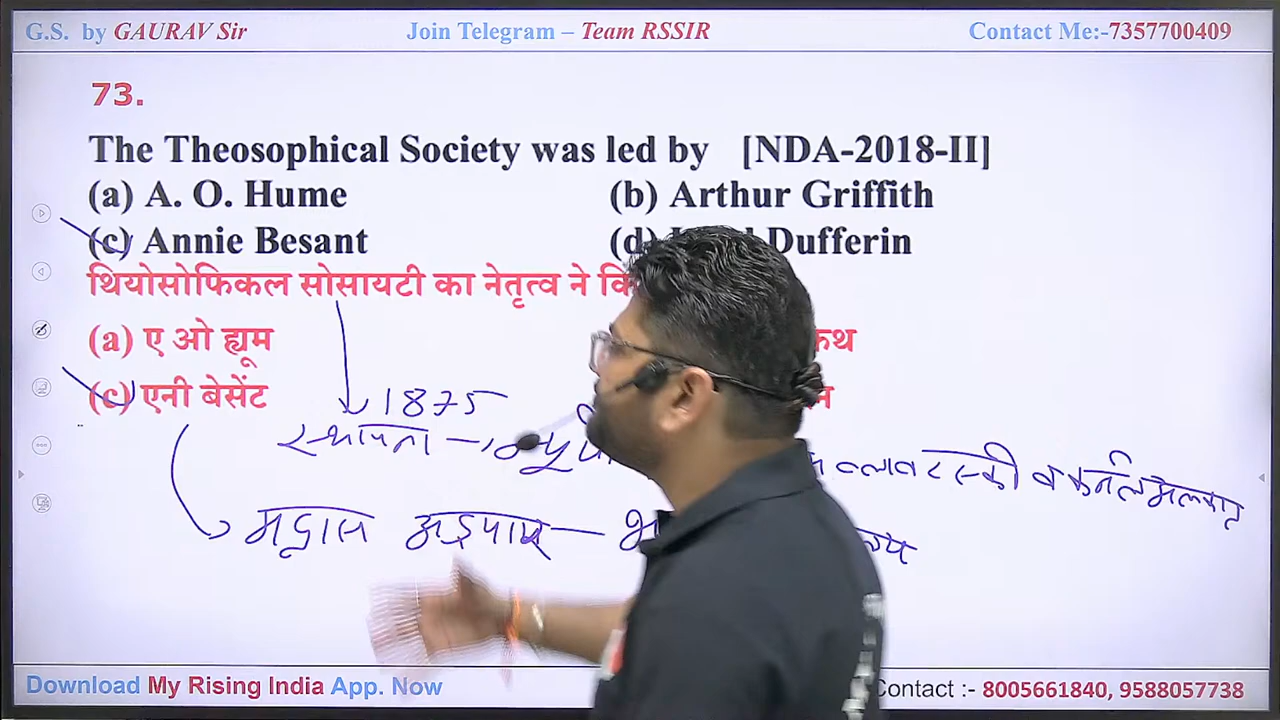 G.S. by GAURAV Sir Join Telegram – Team RSSIR Contact Me:-7357700409
73.
The Theosophical Society was led by [NDA-2018-II]
(a) A. O. Hume (b) Arthur Griffith
(c) Annie Besant (d) Dufferin
थियोसोफिकल सोसायटी का नेतृत्व ने
(a) ए ओ ह्यूम
(c) एनी बेसेंट
1875
स्थापना
मद्रास अड्यार
Download My Rising India App. Now Contact :- 8005661840, 9588057738